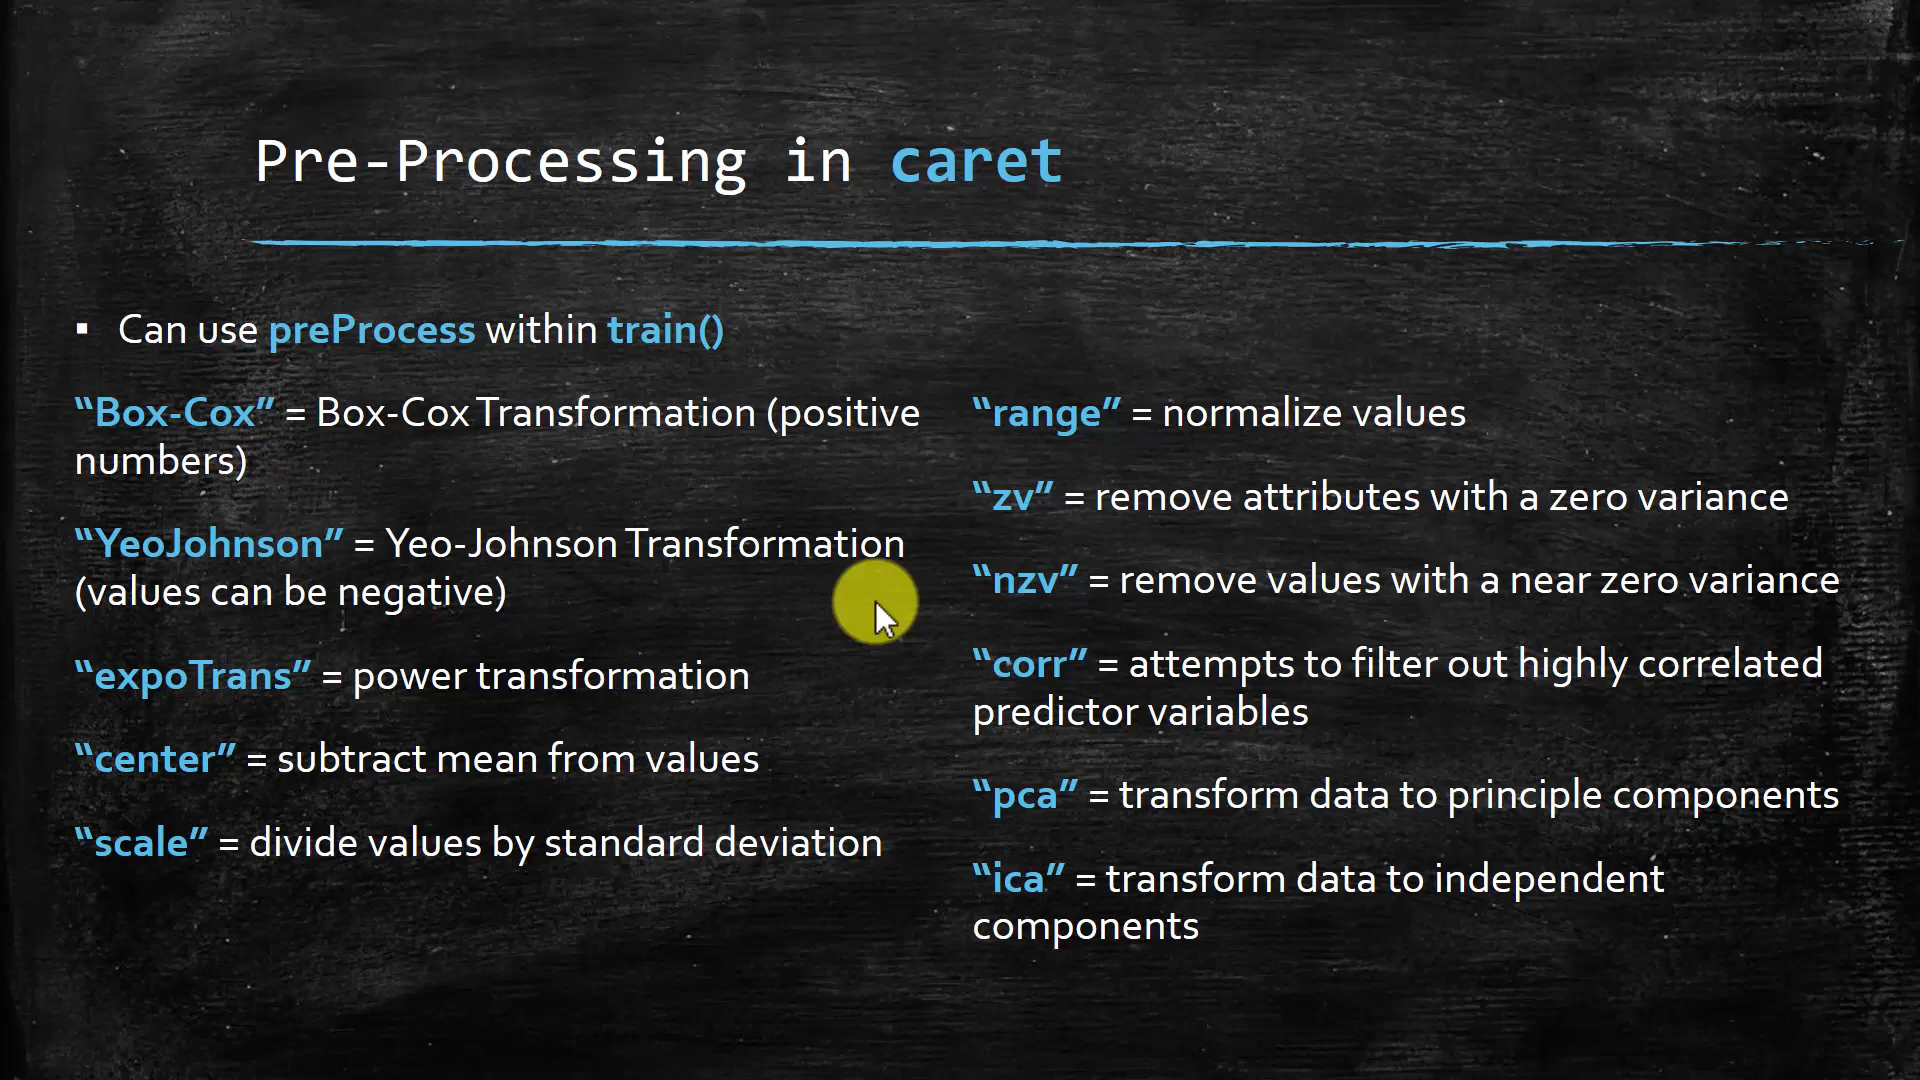 Pre-Processing in caret
▪ Can use preProcess within train()
“Box-Cox” = Box-Cox Transformation (positive
numbers)
“YeoJohnson” = Yeo-Johnson Transformation
(values can be negative)
“expoTrans” = power transformation
“center” = subtract mean from values
“scale” = divide values by standard deviation
“range” = normalize values
“zv” = remove attributes with a zero variance
“nzv” = remove values with a near zero variance
“corr” = attempts to filter out highly correlated
predictor variables
“pca” = transform data to principle components
“ica” = transform data to independent
components